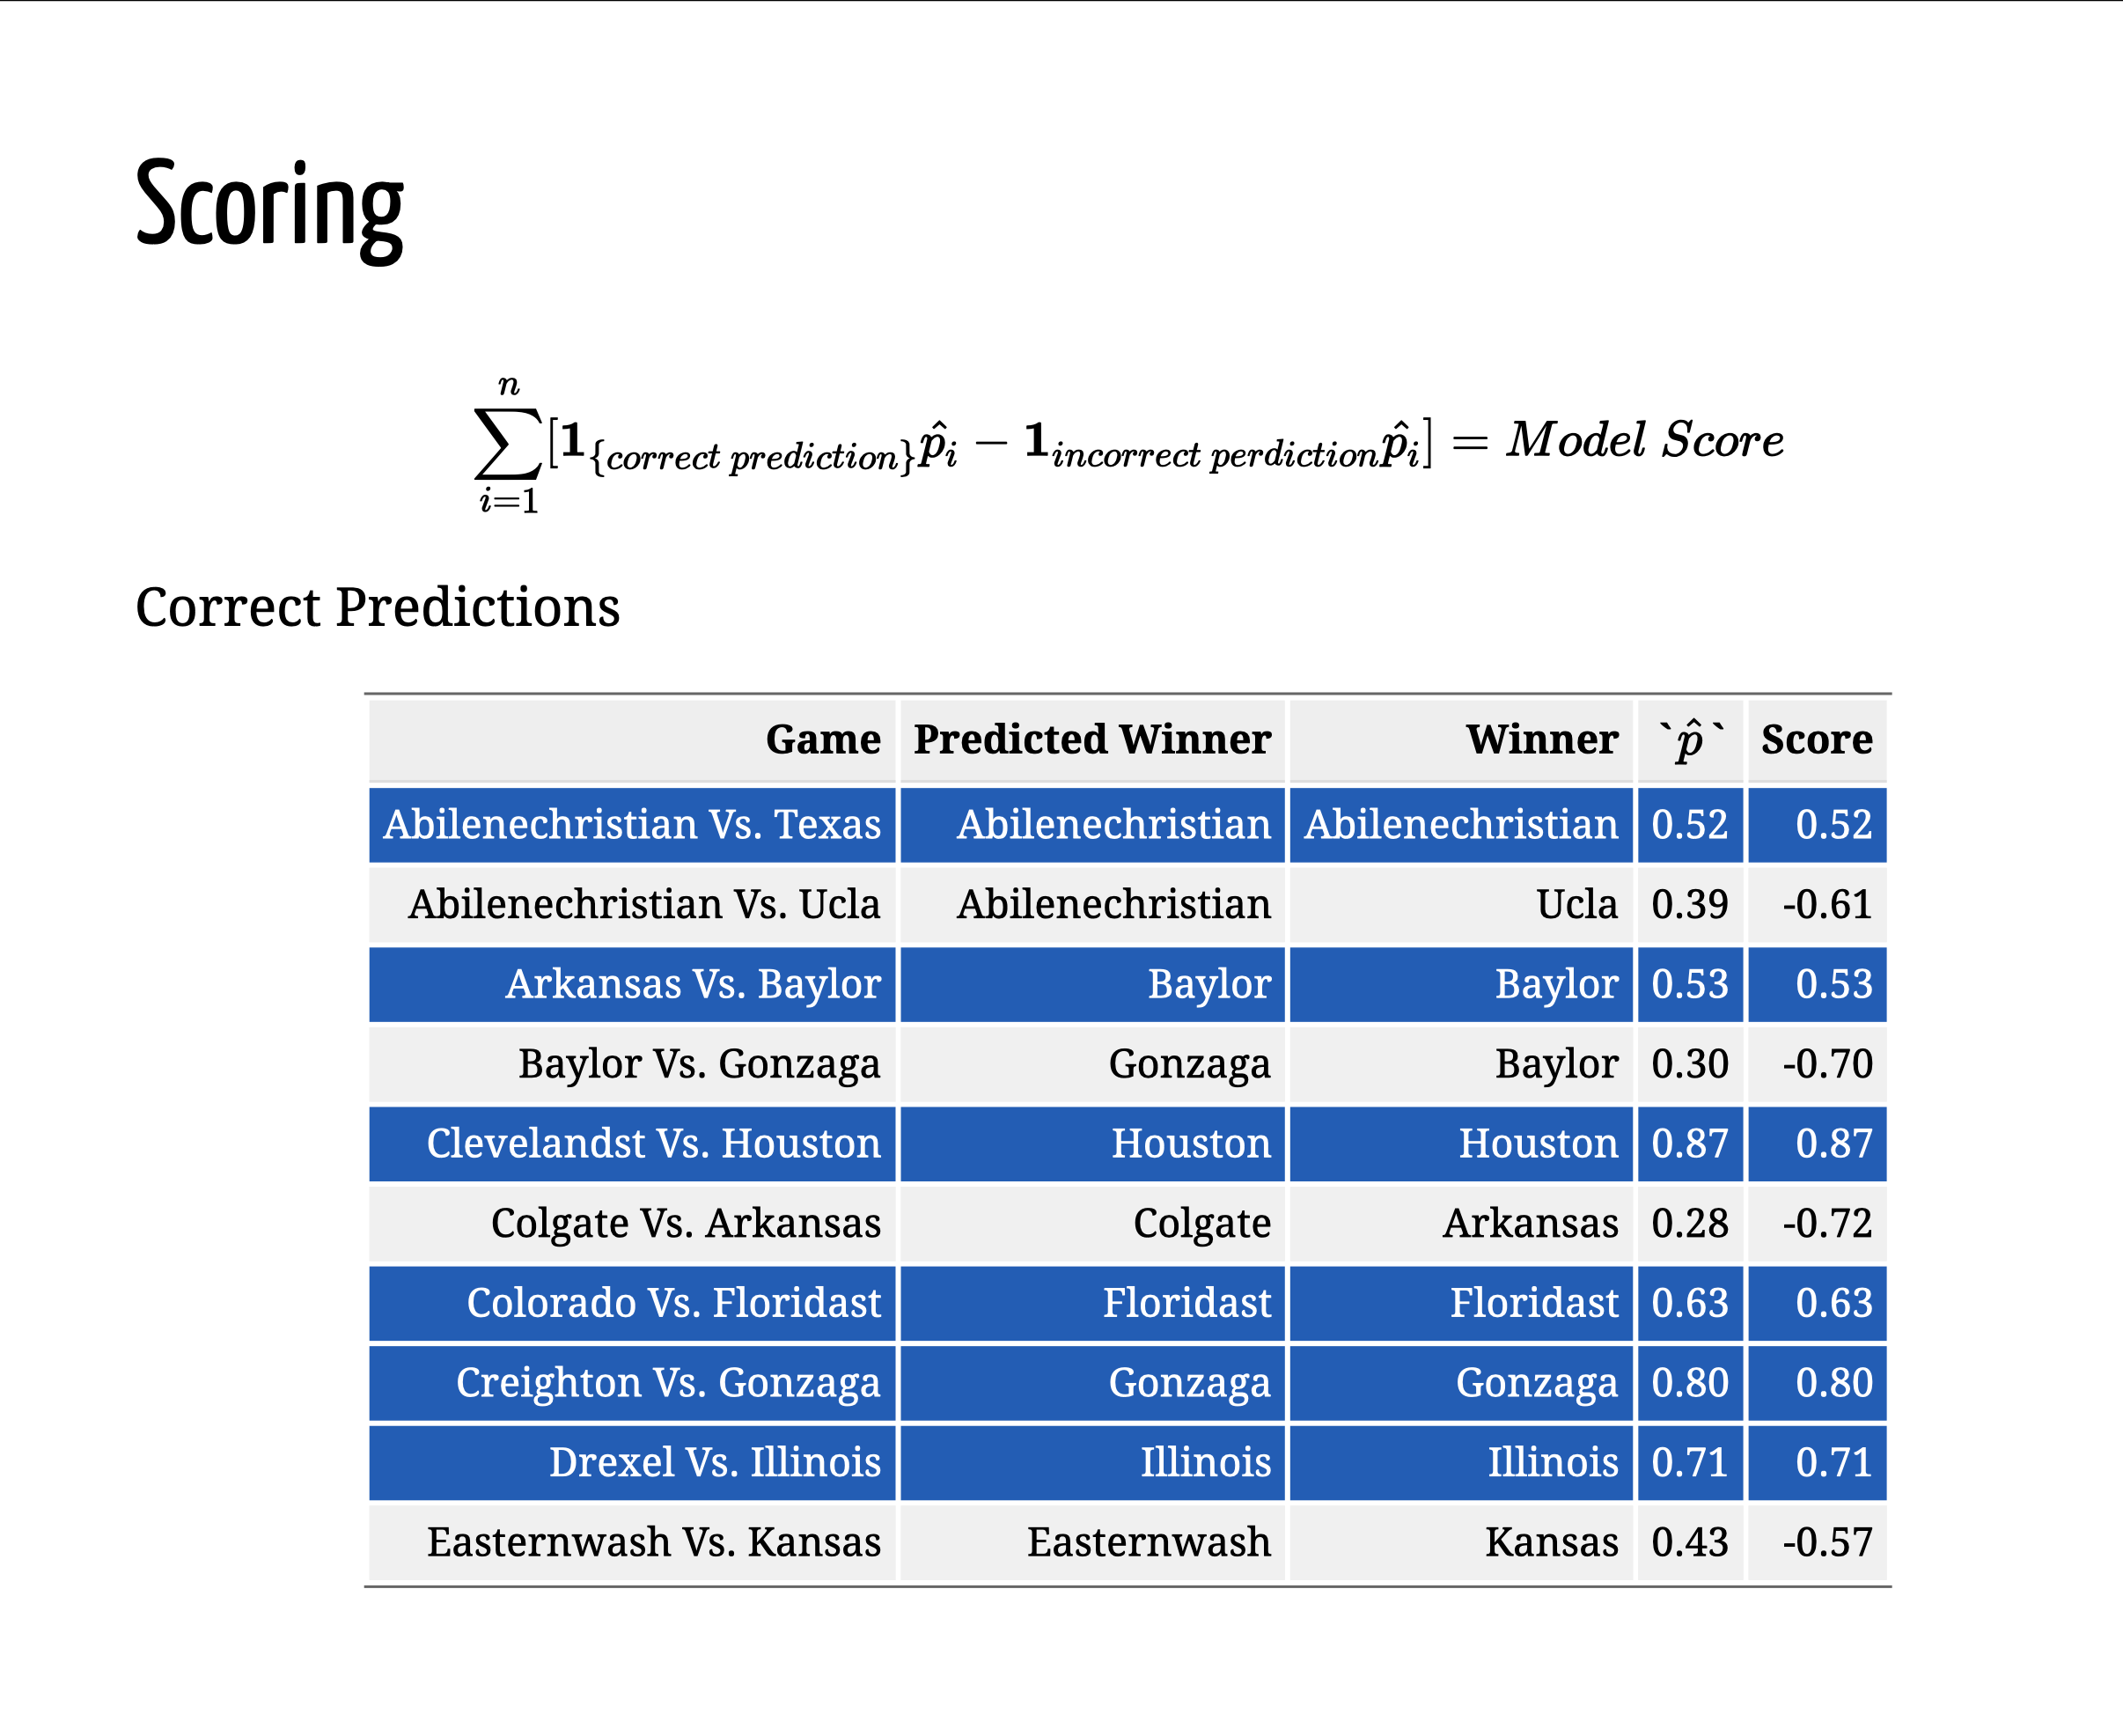 Scoring
n
∑ [𝟏{correct prediction} p̂i − 𝟏incorrect perdiction p̂i] = Model Score
i=1
Correct Predictions
Game Predicted Winner Winner `p̂` Score
Abilenechristian Vs. Texas Abilenechristian Abilenechristian 0.52 0.52
Abilenechristian Vs. Ucla Abilenechristian Ucla 0.39 -0.61
Arkansas Vs. Baylor Baylor Baylor 0.53 0.53
Baylor Vs. Gonzaga Gonzaga Baylor 0.30 -0.70
Clevelandst Vs. Houston Houston Houston 0.87 0.87
Colgate Vs. Arkansas Colgate Arkansas 0.28 -0.72
Colorado Vs. Floridast Floridast Floridast 0.63 0.63
Creighton Vs. Gonzaga Gonzaga Gonzaga 0.80 0.80
Drexel Vs. Illinois Illinois Illinois 0.71 0.71
Easternwash Vs. Kansas Easternwash Kansas 0.43 -0.57